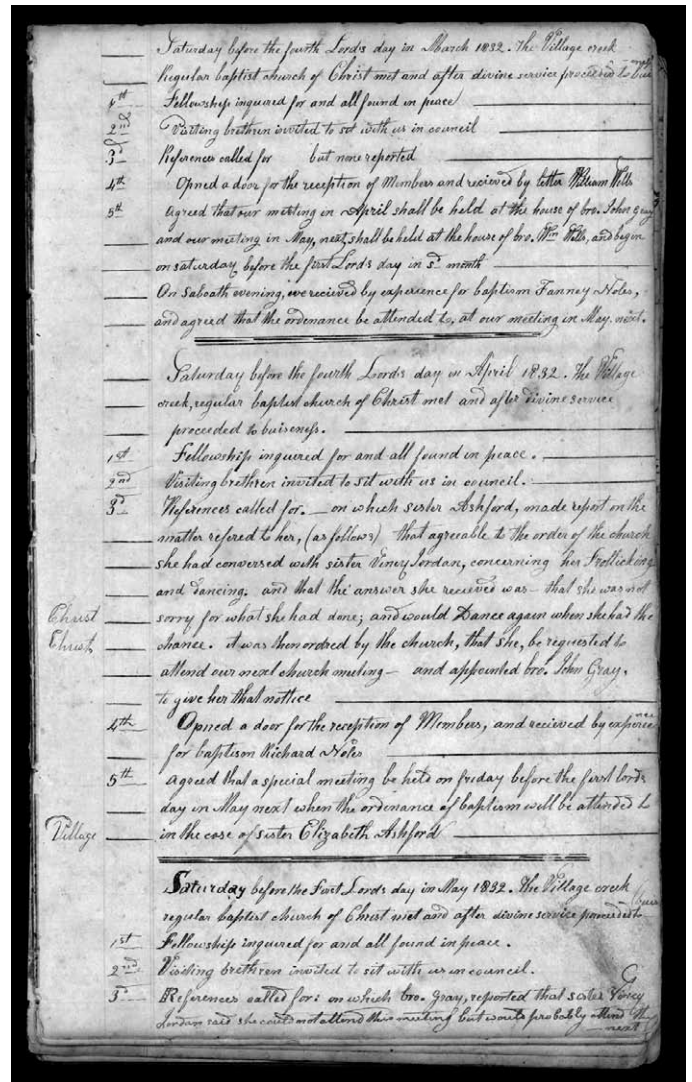 Saturday before the fourth Lord's day in March 1832. The Village creek
Regular baptist church of Christ met and after divine service proceeded to
1st Fellowship inquired for and all found in peace
2nd Visiting brethren invited to sit with us in council
3d References called for but none reported
4th Opned a door for the reception of Members and recieved by letter William Wells
5th agreed that our meeting in April shall be held at the house of bro. John Gray
and our meeting in May, next, shall be held at the house of bro. Wm Wells, and begin
on saturday before the first Lords day in sd month
On Saboath evening, we recieved by experience for baptism Fanney Noles,
and agreed that the ordenance be attended to, at our meeting in May next.
Saturday before the fourth Lords day in April 1832. The Village
creek, regular baptist church of Christ met and after divine service
proceeded to buiseness.
1st Fellowship inquired for and all found in peace.
2nd Visiting brethren invited to sit with us in council.
3d References called for. — on which sister Ashford, made report on the
matter refered to her, (as follows) that agreable to the order of the church
she had conversed with sister Viney Jordan, concerning her Frollicking
and dancing. and that the answer she received was — that she was not
Christ sorry for what she had done; and would Dance again when she had the
Christ chance. it was then ordred by the church, that she, be requested to
attend our next church meeting — and appointed bro. John Gray,
to give her that nottice
4th Opned a door for the reception of Members, and recieved by experience
for baptism Richard Noles
5th agreed that a special meeting be held on friday before the first lords
day in May next when the ordinance of baptism will be attended to
Village in the case of sister Elizabeth Ashford
Saturday before the First Lords day in May 1832. The Village creek
regular baptist church of Christ met and after divine service proceeded to
1st Fellowship inquired for and all found in peace.
2nd Visiting brethren invited to sit with us in council.
3d References called for: on which bro. Gray, reported that sister Viney
Jordan said she could not attend this meeting but would probably attend the
next